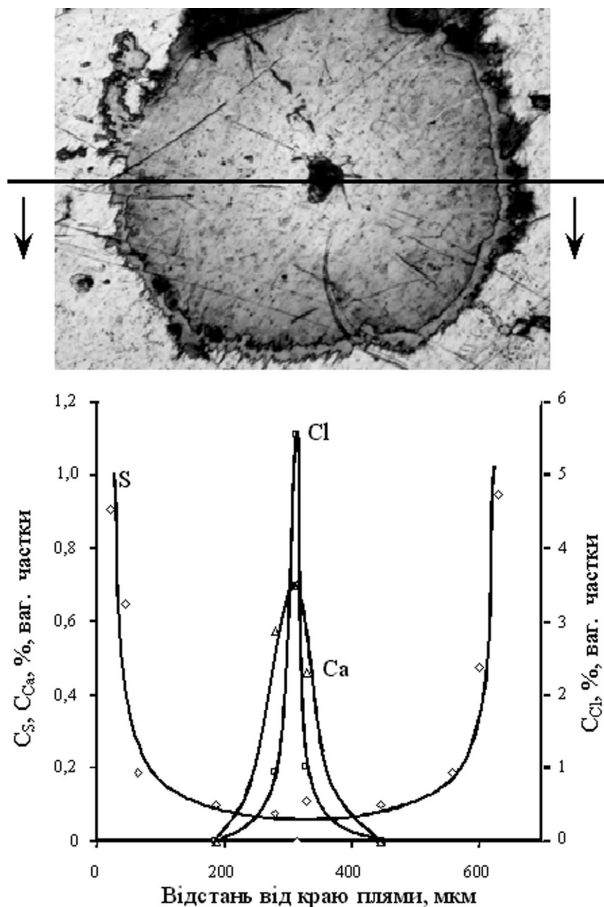 1,2
1,0
0,8
0,6
0,4
0,2
0
6
5
4
3
2
1
0
S
Cl
Ca
C_S, C_Ca, %, ваг. частки
C_Cl, %, ваг. частки
0 200 400 600
Відстань від краю плями, мкм